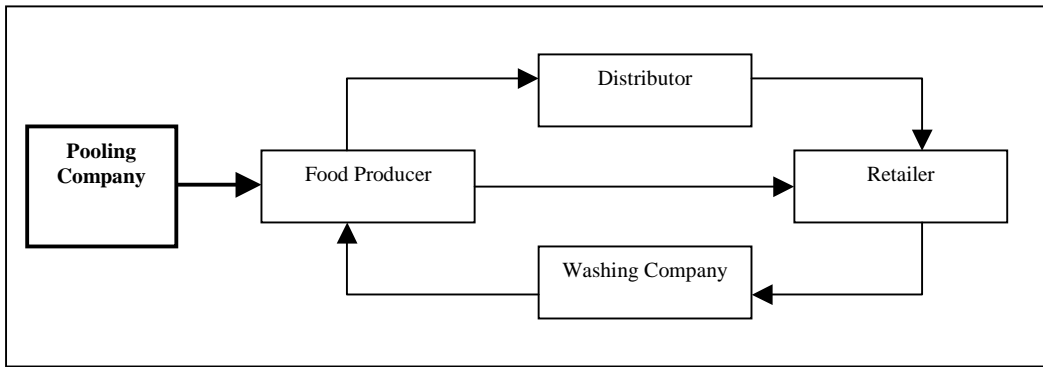 Distributor
Pooling
Company
Food Producer
Retailer
Washing Company